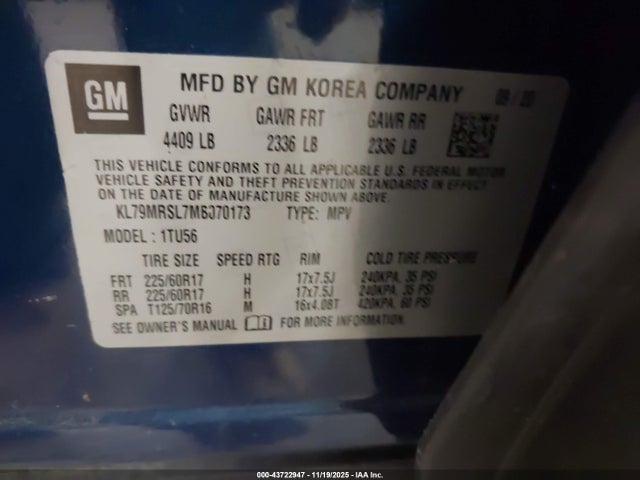 GM
MFD BY GM KOREA COMPANY 09 / 20
GVWR GAWR FRT GAWR RR
4409 LB 2336 LB 2336 LB
THIS VEHICLE CONFORMS TO ALL APPLICABLE U.S. FEDERAL MOTOR
VEHICLE SAFETY AND THEFT PREVENTION STANDARDS IN EFFECT
ON THE DATE OF MANUFACTURE SHOWN ABOVE.
KL79MRSL7MB070173 TYPE: MPV
MODEL: 1TU56
TIRE SIZE SPEED RTG RIM COLD TIRE PRESSURE
FRT 225/60R17 H 17x7.5J 240KPA, 35 PSI
RR 225/60R17 H 17x7.5J 240KPA, 35 PSI
SPA T125/70R16 M 16x4.0BT 420KPA, 60 PSI
SEE OWNER'S MANUAL FOR MORE INFORMATION
000-43722947 - 11/19/2025 - IAA Inc.